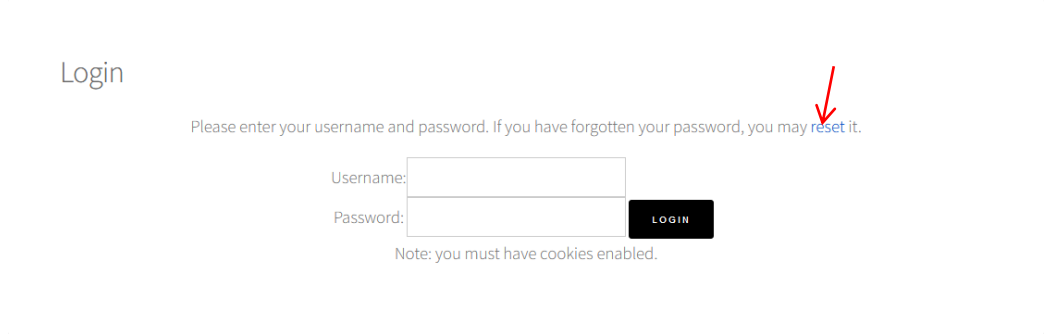 Login
Please enter your username and password. If you have forgotten your password, you may reset it.
Username:
Password: LOGIN
Note: you must have cookies enabled.